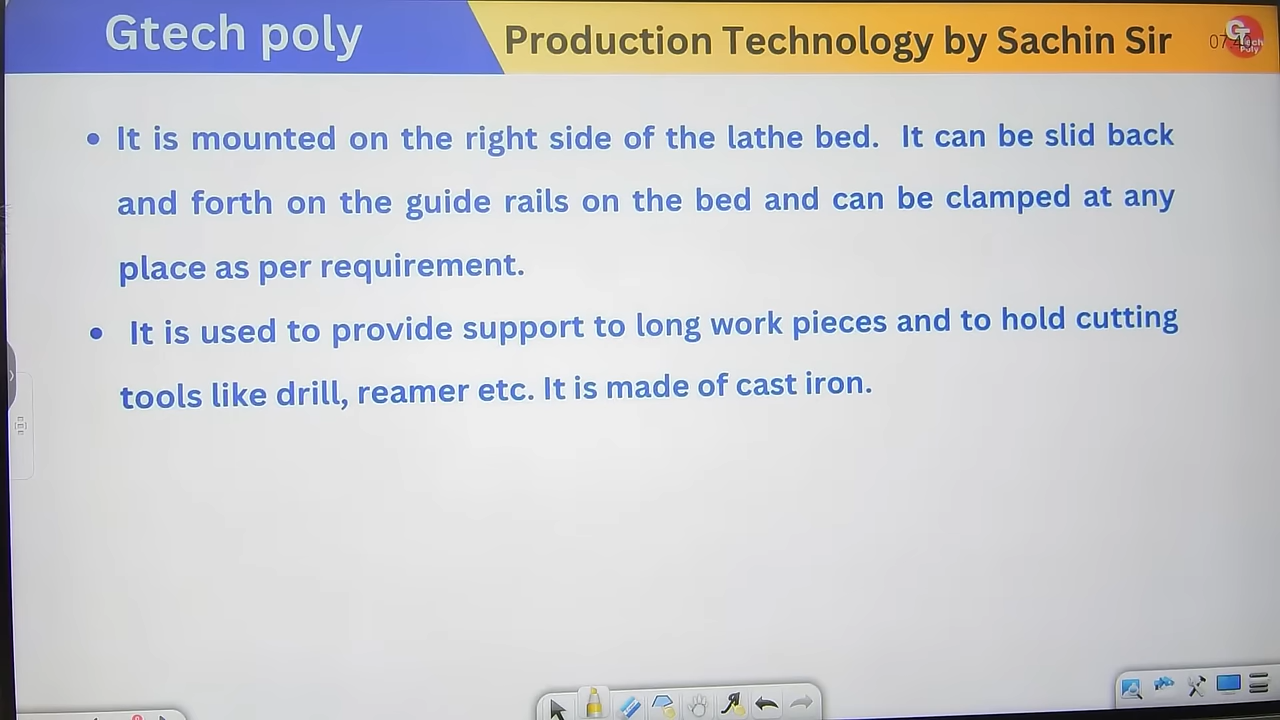 Gtech poly
Production Technology by Sachin Sir
• It is mounted on the right side of the lathe bed. It can be slid back
and forth on the guide rails on the bed and can be clamped at any
place as per requirement.
• It is used to provide support to long work pieces and to hold cutting
tools like drill, reamer etc. It is made of cast iron.